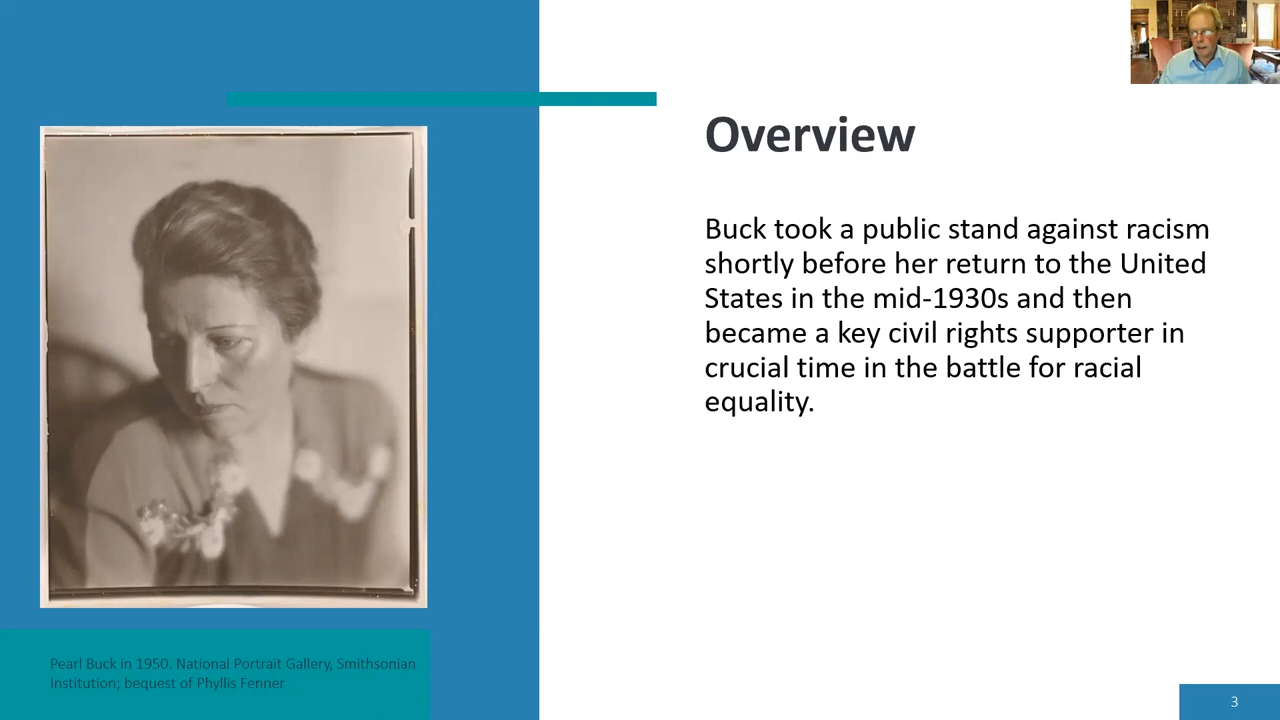 Overview
Buck took a public stand against racism
shortly before her return to the United
States in the mid-1930s and then
became a key civil rights supporter in
crucial time in the battle for racial
equality.
Pearl Buck in 1950. National Portrait Gallery, Smithsonian
Institution; bequest of Phyllis Fenner
3